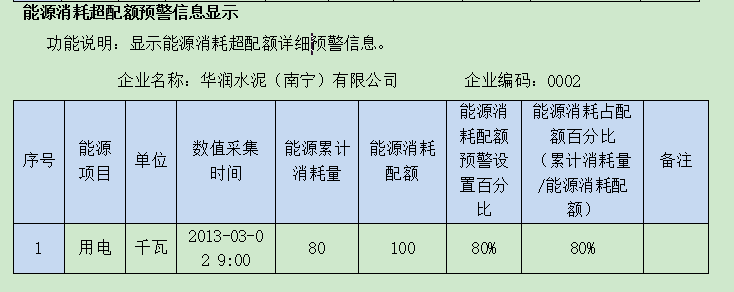 能源消耗超配额预警信息显示
功能说明：显示能源消耗超配额详细预警信息。
企业名称：华润水泥（南宁）有限公司 企业编码：0002
序号
能源
项目
单位
数值采集
时间
能源累计
消耗量
能源消耗
配额
能源消
耗配额
预警设
置百分
比
能源消耗占配
额百分比
（累计消耗量
/能源消耗配
额）
备注
1
用电
千瓦
2013-03-0
2 9:00
80
100
80%
80%